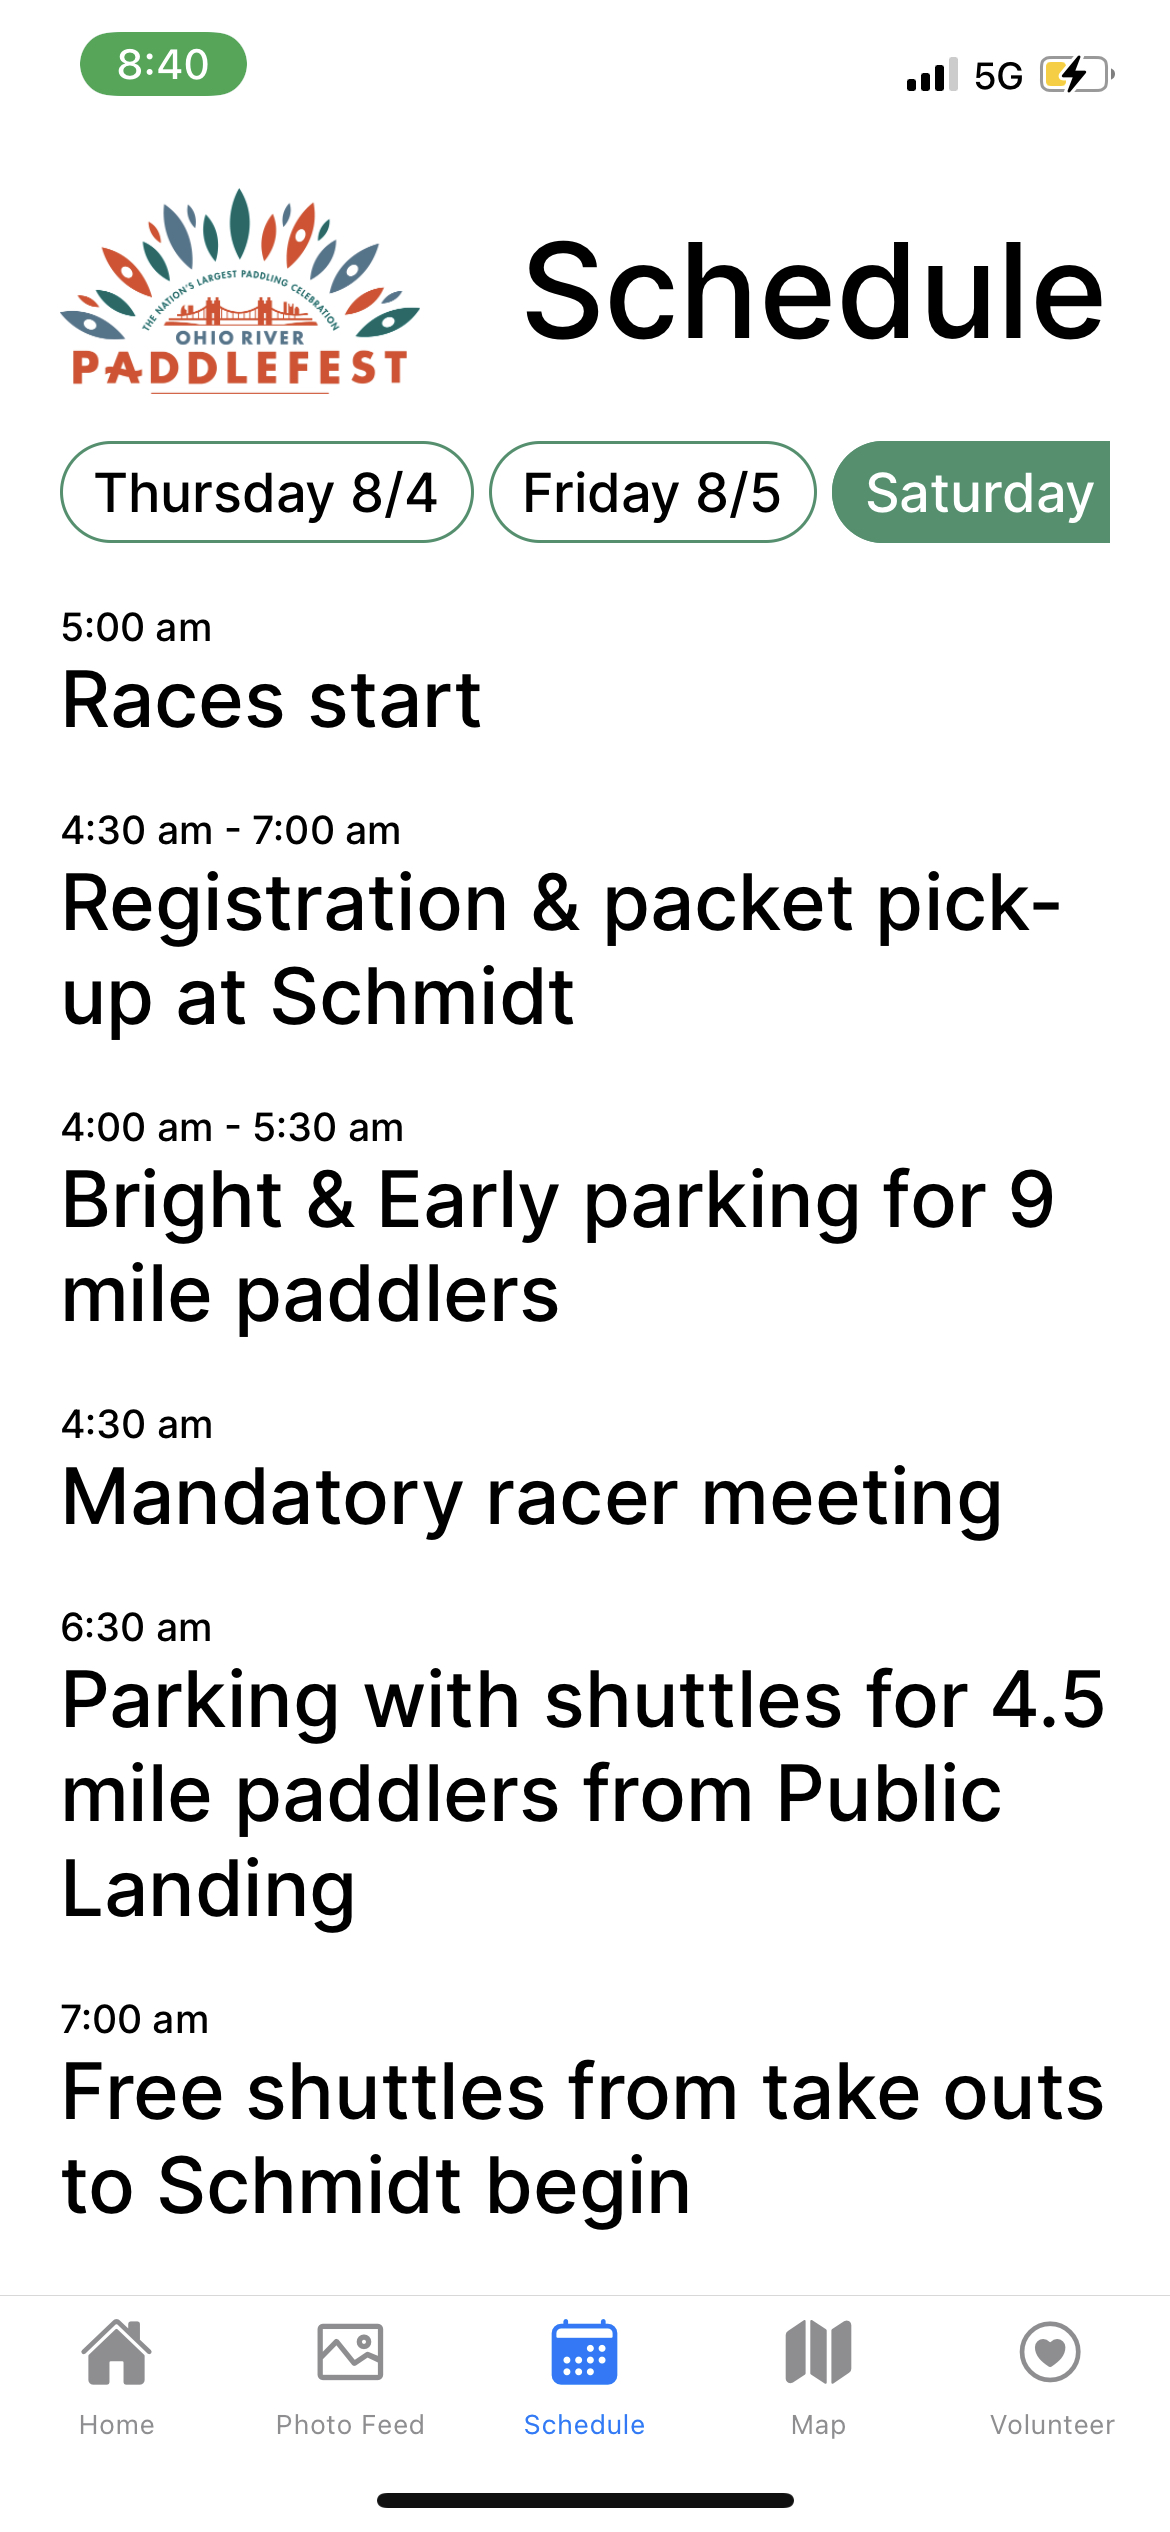 8:40
5G
THE NATION'S LARGEST PADDLING CELEBRATION
OHIO RIVER
PADDLEFEST
Schedule
Thursday 8/4
Friday 8/5
Saturday
5:00 am
Races start
4:30 am - 7:00 am
Registration & packet pick-
up at Schmidt
4:00 am - 5:30 am
Bright & Early parking for 9
mile paddlers
4:30 am
Mandatory racer meeting
6:30 am
Parking with shuttles for 4.5
mile paddlers from Public
Landing
7:00 am
Free shuttles from take outs
to Schmidt begin
Home
Photo Feed
Schedule
Map
Volunteer